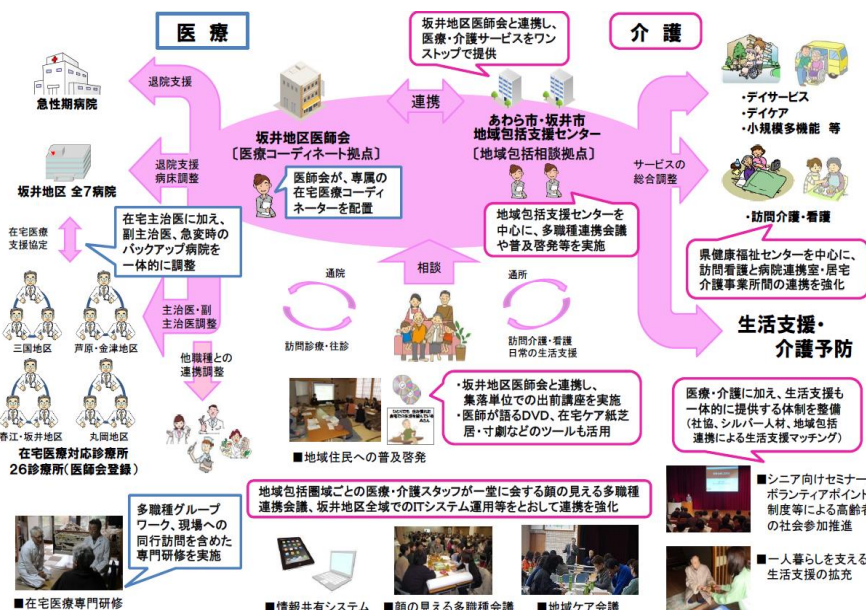 医 療
介 護
坂井地区医師会と連携し、
医療・介護サービスをワン
ストップで提供
急性期病院
退院支援
連携
坂井地区医師会
〔医療コーディネート拠点〕
あわら市・坂井市
地域包括支援センター
〔地域包括相談拠点〕
・デイサービス
・デイケア
・小規模多機能 等
坂井地区 全7病院
退院支援
病床調整
医師会が、専属の
在宅医療コーディ
ネーターを配置
サービスの
総合調整
・訪問介護・看護
在宅医療
支援協定
在宅主治医に加え、
副主治医、急変時の
バックアップ病院を
一体的に調整
地域包括支援センターを
中心に、多職種連携会議
や普及啓発等を実施
県健康福祉センターを中心に、
訪問看護と病院連携室・居宅
介護事業所間の連携を強化
相談
通院
通所
訪問診療・往診
訪問介護・看護
日常の生活支援
主治医・副
主治医調整
三国地区
芦原・金津地区
他職種との
連携調整
生活支援・
介護予防
春江・坂井地区
丸岡地区
在宅医療対応診療所
26診療所(医師会登録)
・坂井地区医師会と連携し、
集落単位での出前講座を実施
・医師が語るDVD、在宅ケア紙芝
居・寸劇などのツールも活用
■地域住民への普及啓発
医療・介護に加え、生活支援も
一体的に提供する体制を整備
(社協、シルバー人材、地域包括
連携による生活支援マッチング)
多職種グループ
ワーク、現場への
同行訪問を含めた
専門研修を実施
■在宅医療専門研修
地域包括圏域ごとの医療・介護スタッフが一堂に会する顔の見える多職種
連携会議、坂井地区全域でのITシステム運用等をとおして連携を強化
■情報共有システム
■顔の見える多職種会議
■地域ケア会議
■シニア向けセミナー
ボランティアポイント
制度等による高齢者
の社会参加推進
■一人暮らしを支える
生活支援の拡充